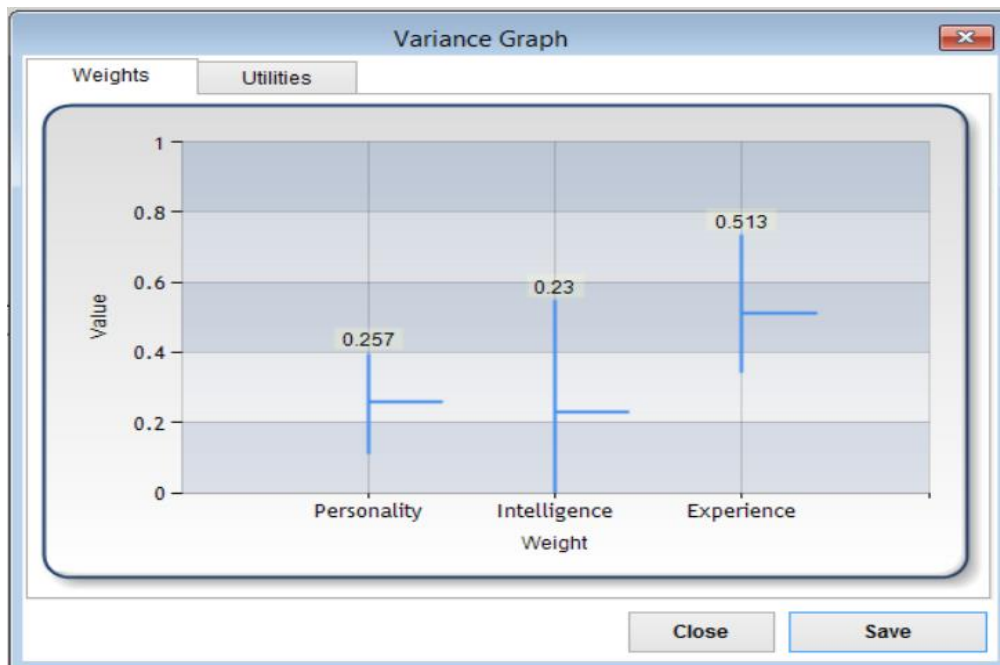 Variance Graph
Weights
Utilities
1
0.8
0.6
0.4
0.2
0
Value
0.257
0.23
0.513
Personality
Intelligence
Experience
Weight
Close
Save